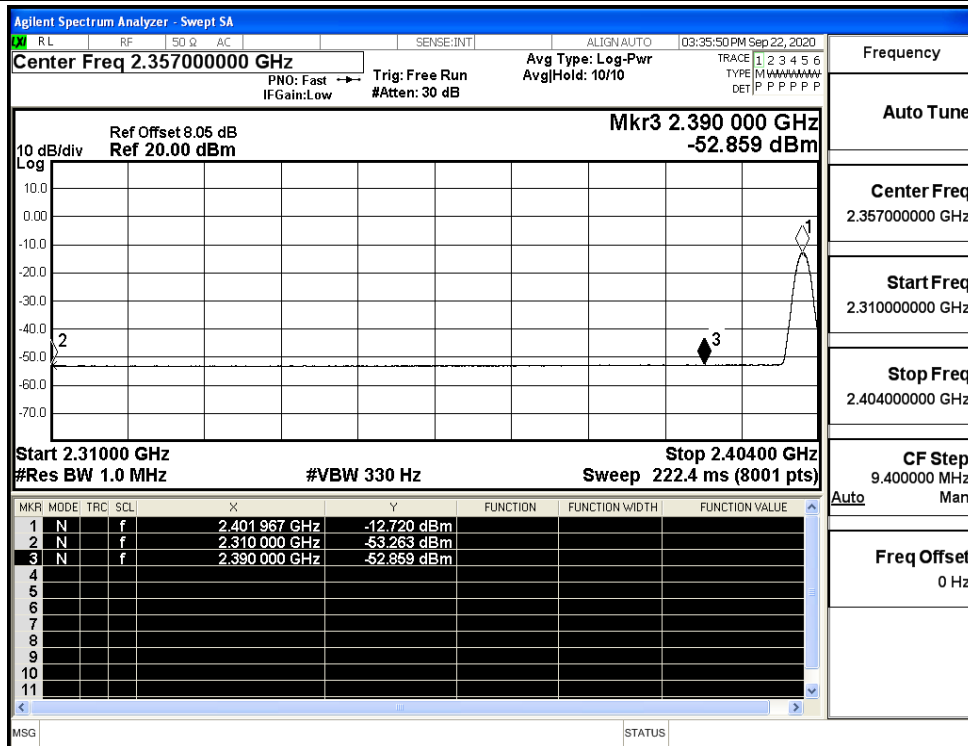 Agilent Spectrum Analyzer - Swept SA
LXI RL RF 50 Ω AC SENSE:INT ALIGN AUTO 03:35:50 PM Sep 22, 2020
Center Freq 2.357000000 GHz
PNO: Fast
IFGain:Low
Trig: Free Run
#Atten: 30 dB
Avg Type: Log-Pwr
Avg|Hold: 10/10
TRACE 1 2 3 4 5 6
TYPE M WWWWW
DET P P P P P P
Ref Offset 8.05 dB
10 dB/div Ref 20.00 dBm
Log
Mkr3 2.390 000 GHz
-52.859 dBm
10.0
0.00
-10.0
-20.0
-30.0
-40.0
-50.0
-60.0
-70.0
1
2
3
Start 2.31000 GHz Stop 2.40400 GHz
#Res BW 1.0 MHz #VBW 330 Hz Sweep 222.4 ms (8001 pts)
MKR MODE TRC SCL X Y FUNCTION FUNCTION WIDTH FUNCTION VALUE
1 N f 2.401 967 GHz -12.720 dBm
2 N f 2.310 000 GHz -53.263 dBm
3 N f 2.390 000 GHz -52.859 dBm
4
5
6
7
8
9
10
11
MSG STATUS
Frequency
Auto Tune
Center Freq
2.357000000 GHz
Start Freq
2.310000000 GHz
Stop Freq
2.404000000 GHz
CF Step
9.400000 MHz
Auto Man
Freq Offset
0 Hz